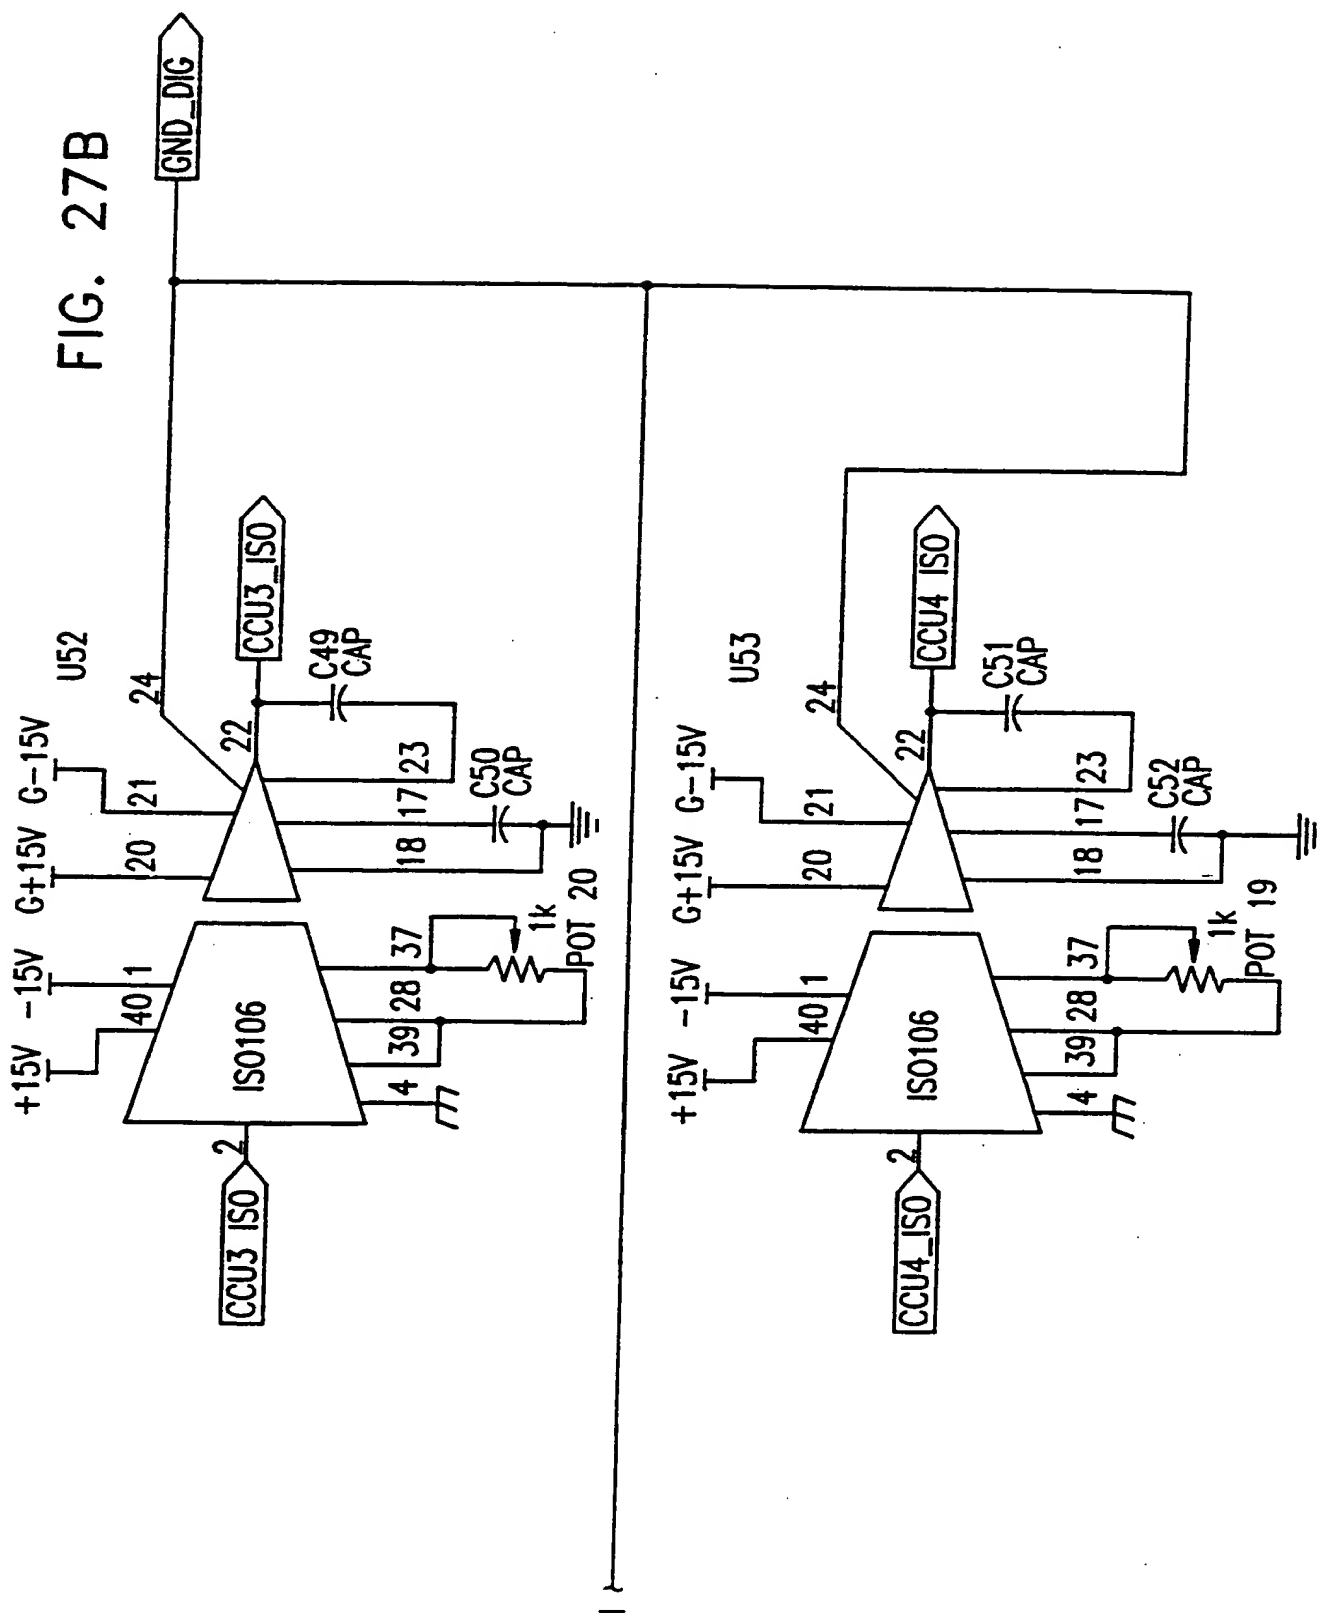 FIG. 27B
GND_DIG
U52
+15V
-15V
G+15V
G-15V
40
1
20
21
24
CCU3 ISO
2
ISO106
22
CCU3_ISO
4
39
28
37
18
17
23
C49
CAP
C50
CAP
1k
POT 20
U53
+15V
-15V
G+15V
G-15V
40
1
20
21
24
CCU4_ISO
2
ISO106
22
CCU4 ISO
4
39
28
37
18
17
23
C51
CAP
C52
CAP
1k
POT 19